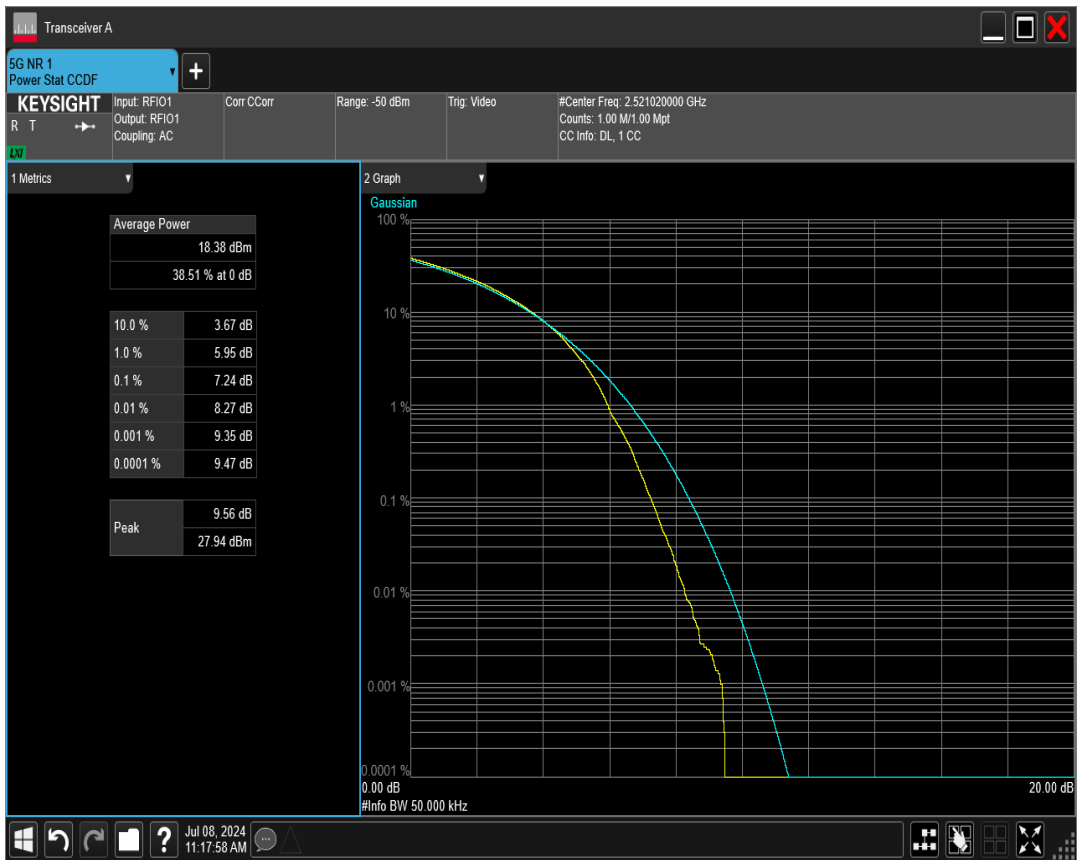 Transceiver A
5G NR 1
Power Stat CCDF
KEYSIGHT
R T
LXI
Input: RFIO1
Output: RFIO1
Coupling: AC
Corr CCorr
Range: -50 dBm
Trig: Video
#Center Freq: 2.521020000 GHz
Counts: 1.00 M/1.00 Mpt
CC Info: DL, 1 CC
1 Metrics
Average Power
18.38 dBm
38.51 % at 0 dB
10.0 % 3.67 dB
1.0 % 5.95 dB
0.1 % 7.24 dB
0.01 % 8.27 dB
0.001 % 9.35 dB
0.0001 % 9.47 dB
Peak
9.56 dB
27.94 dBm
2 Graph
Gaussian
100 %
10 %
1 %
0.1 %
0.01 %
0.001 %
0.0001 %
0.00 dB 20.00 dB
#Info BW 50.000 kHz
Jul 08, 2024
11:17:58 AM